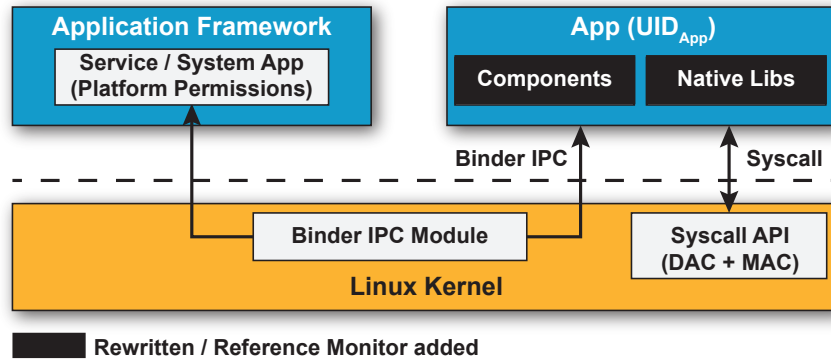 Application Framework
Service / System App
(Platform Permissions)
App (UIDApp)
Components
Native Libs
Binder IPC
Syscall
Binder IPC Module
Syscall API
(DAC + MAC)
Linux Kernel
Rewritten / Reference Monitor added